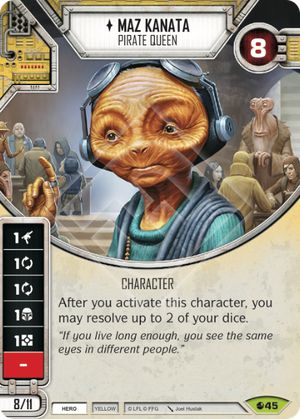 MAZ KANATA
PIRATE QUEEN
8
1
1
1
1
1
-
CHARACTER
After you activate this character, you
may resolve up to 2 of your dice.
"If you live long enough, you see the same
eyes in different people."
8/11
HERO
YELLOW
© LFL © FFG
Joel Hustak
45